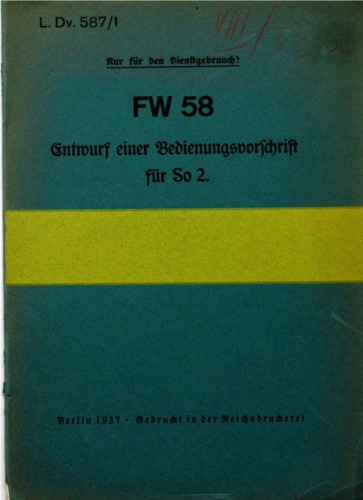 L. Dv. 587/1
VIII /
Nur für den Dienstgebrauch!
FW 58
Entwurf einer Bedienungsvorschrift
für So 2.
Berlin 1937 - Gedruckt in der Reichsdruckerei